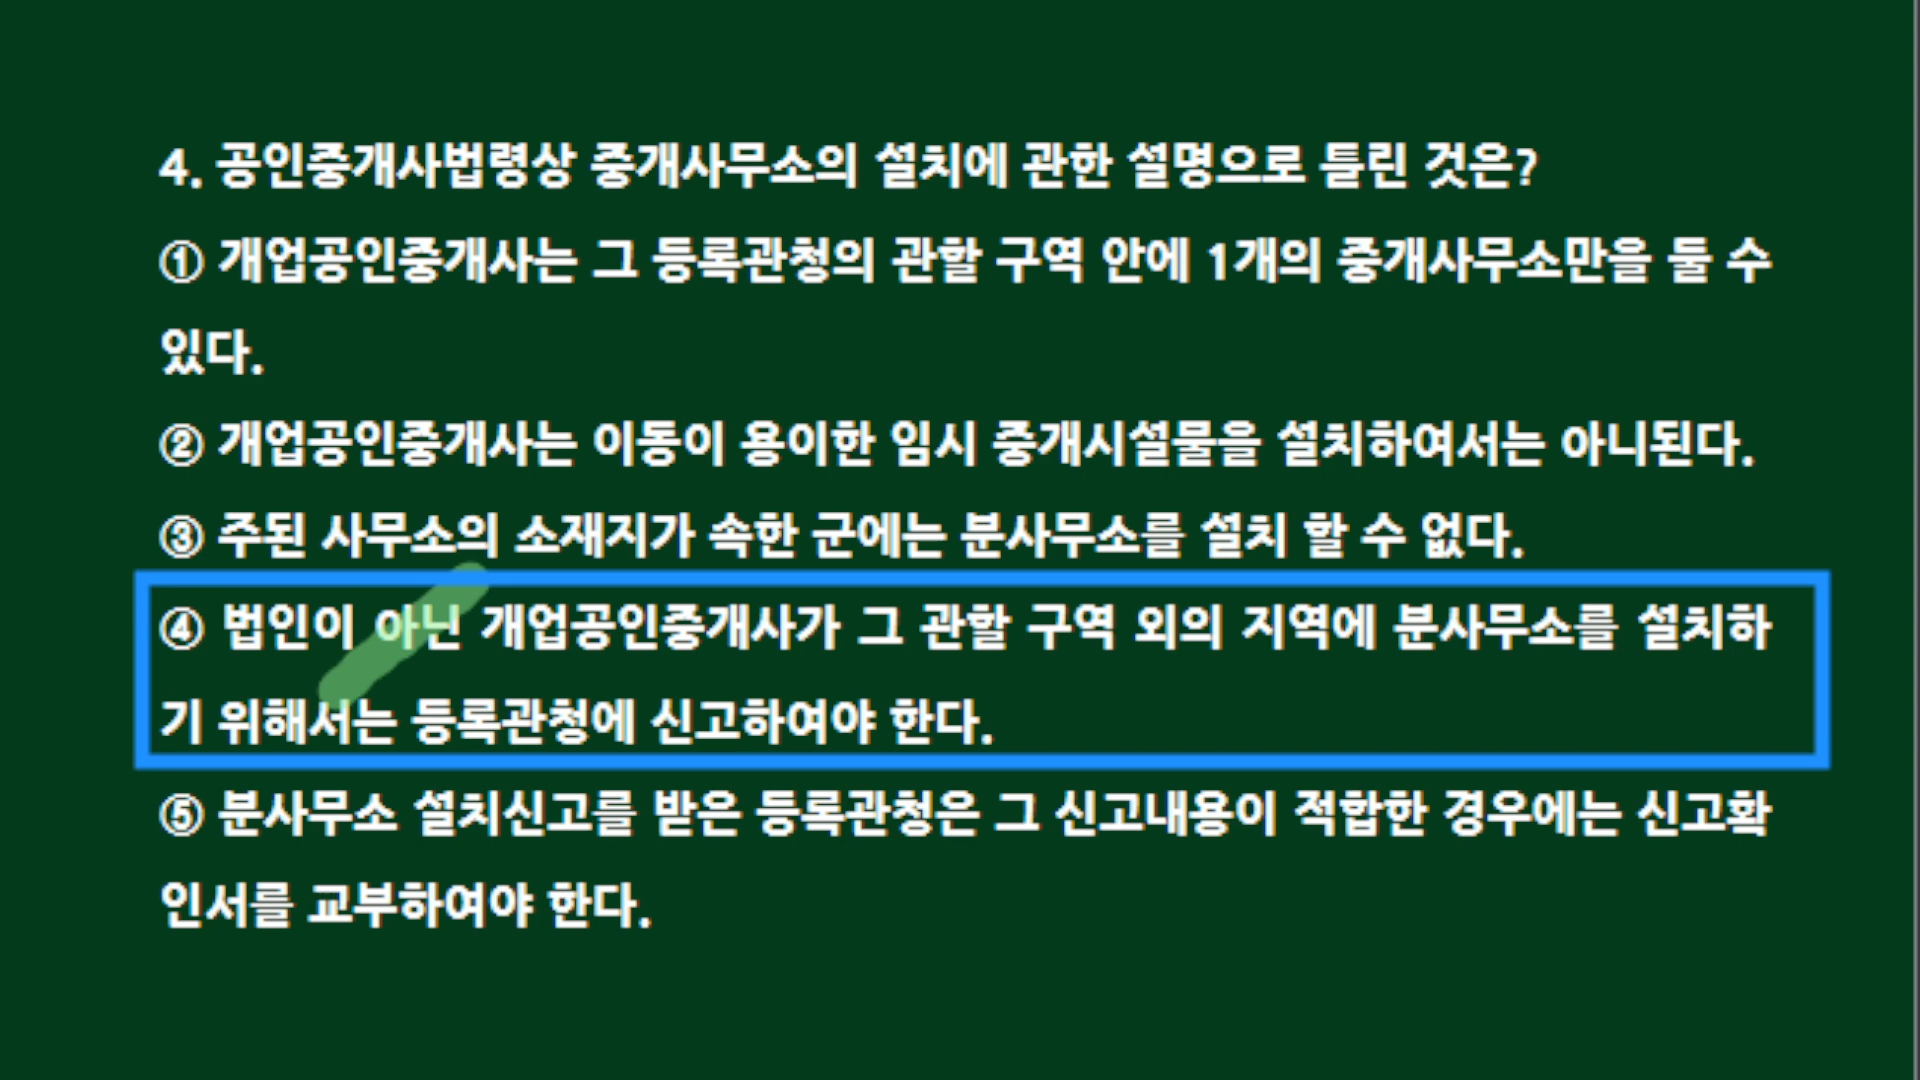 4. 공인중개사법령상 중개사무소의 설치에 관한 설명으로 틀린 것은?
① 개업공인중개사는 그 등록관청의 관할 구역 안에 1개의 중개사무소만을 둘 수
있다.
② 개업공인중개사는 이동이 용이한 임시 중개시설물을 설치하여서는 아니된다.
③ 주된 사무소의 소재지가 속한 군에는 분사무소를 설치 할 수 없다.
④ 법인이 아닌 개업공인중개사가 그 관할 구역 외의 지역에 분사무소를 설치하
기 위해서는 등록관청에 신고하여야 한다.
⑤ 분사무소 설치신고를 받은 등록관청은 그 신고내용이 적합한 경우에는 신고확
인서를 교부하여야 한다.